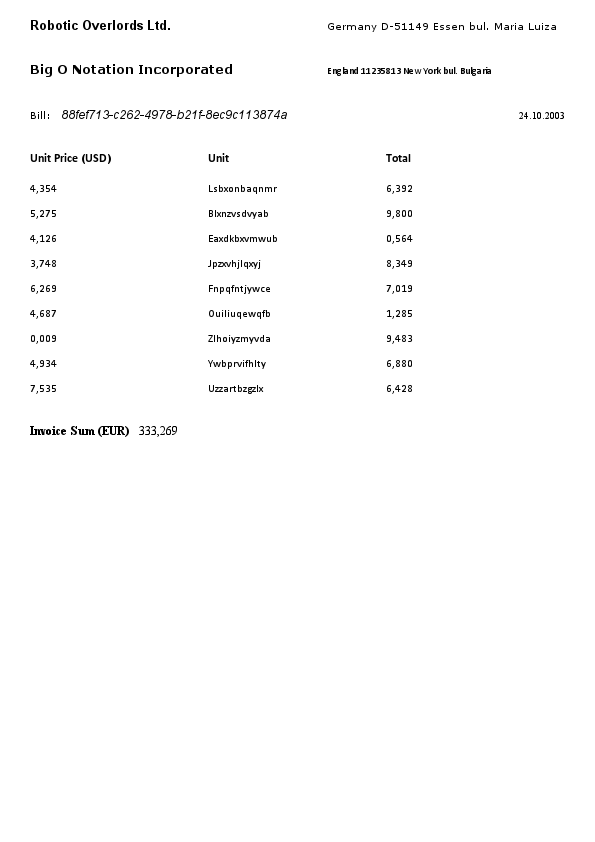 Robotic Overlords Ltd. Germany D-51149 Essen bul. Maria Luiza
Big O Notation Incorporated England 11235813 New York bul. Bulgaria
Bill: 88fef713-c262-4978-b21f-8ec9c113874a 24.10.2003
Unit Price (USD) Unit Total
4,354 Lsbxonbaqnmr 6,392
5,275 Blxnzvsdvyab 9,800
4,126 Eaxdkbxvmwub 0,564
3,748 Jpzxvhjlqxyj 8,349
6,269 Fnpqfntjywce 7,019
4,687 Ouiliuqewqfb 1,285
0,009 Zlhoiyzmyvda 9,483
4,934 Ywbprvifhlty 6,880
7,535 Uzzartbzgzlx 6,428
Invoice Sum (EUR) 333,269